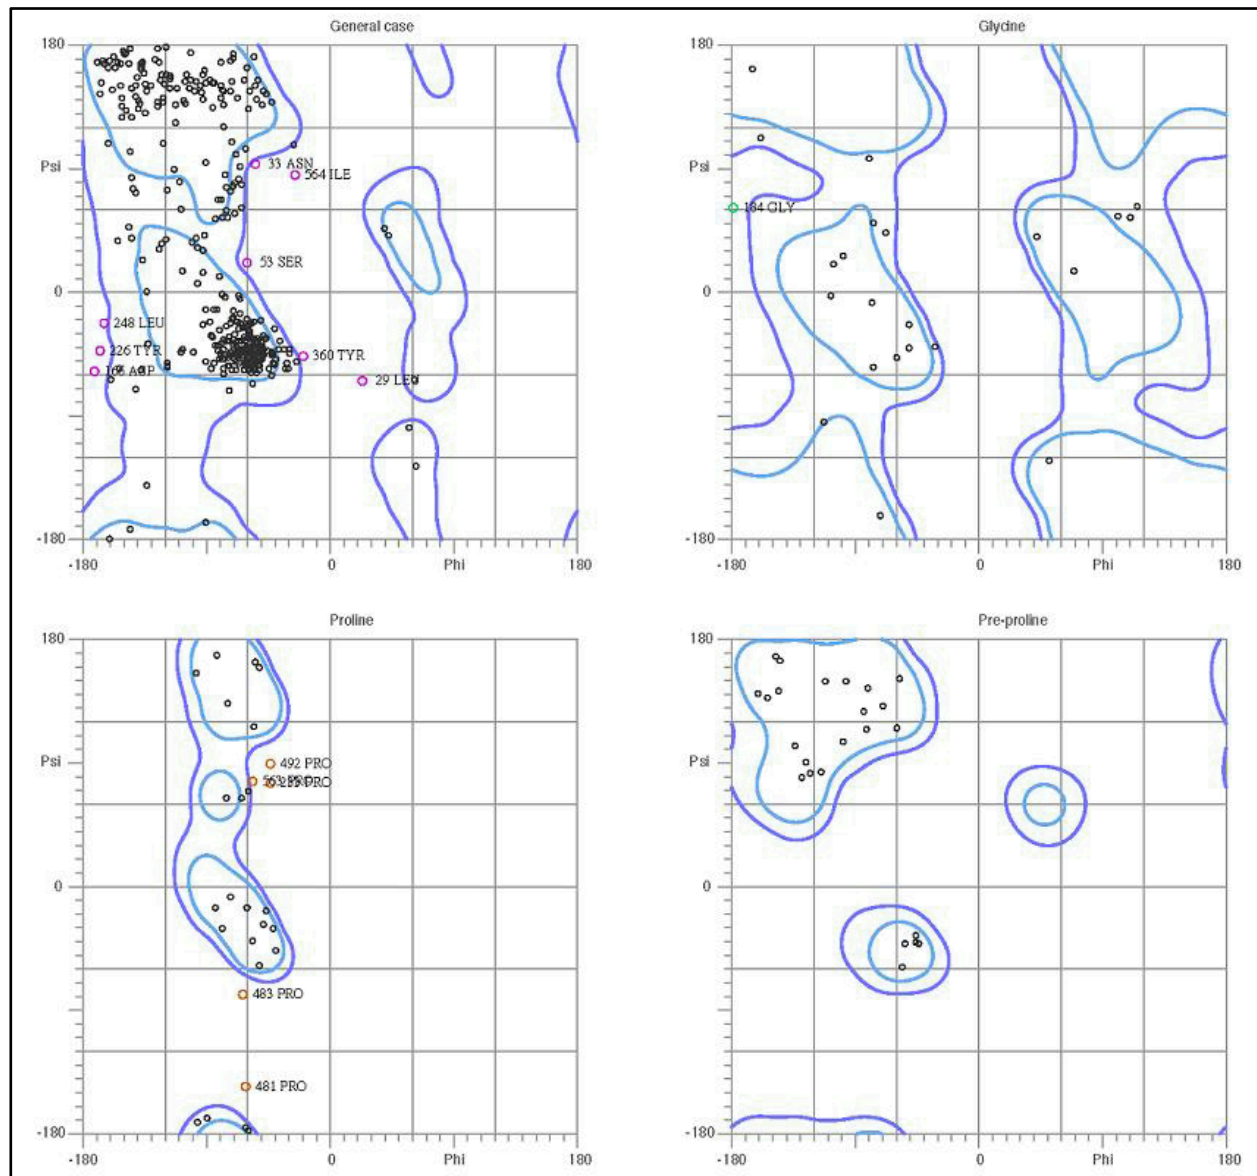 General case
180
33 ASN
Psi
564 ILE
53 SER
0
248 LEU
226 TYR
360 TYR
ASP
29 LEU
-180
-180
0
Phi
180
Glycine
180
Psi
184 GLY
0
-180
-180
0
Phi
180
Proline
180
492 PRO
Psi
PRO
0
483 PRO
481 PRO
-180
-180
0
Phi
180
Pre-proline
180
Psi
0
-180
-180
0
Phi
180